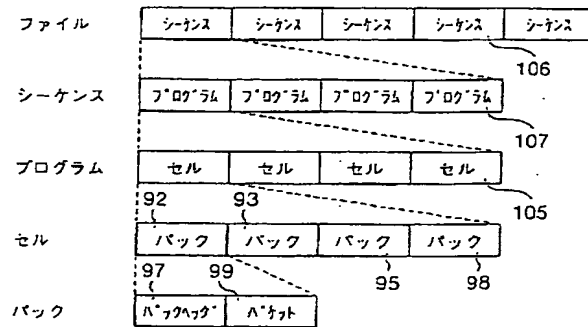 ファイル シーケンス シーケンス シーケンス シーケンス シーケンス
106
シーケンス プログラム プログラム プログラム プログラム
107
プログラム セル セル セル セル
105
92 93
セル パック パック パック パック
95 98
97 99
パック パックヘッダ パケット